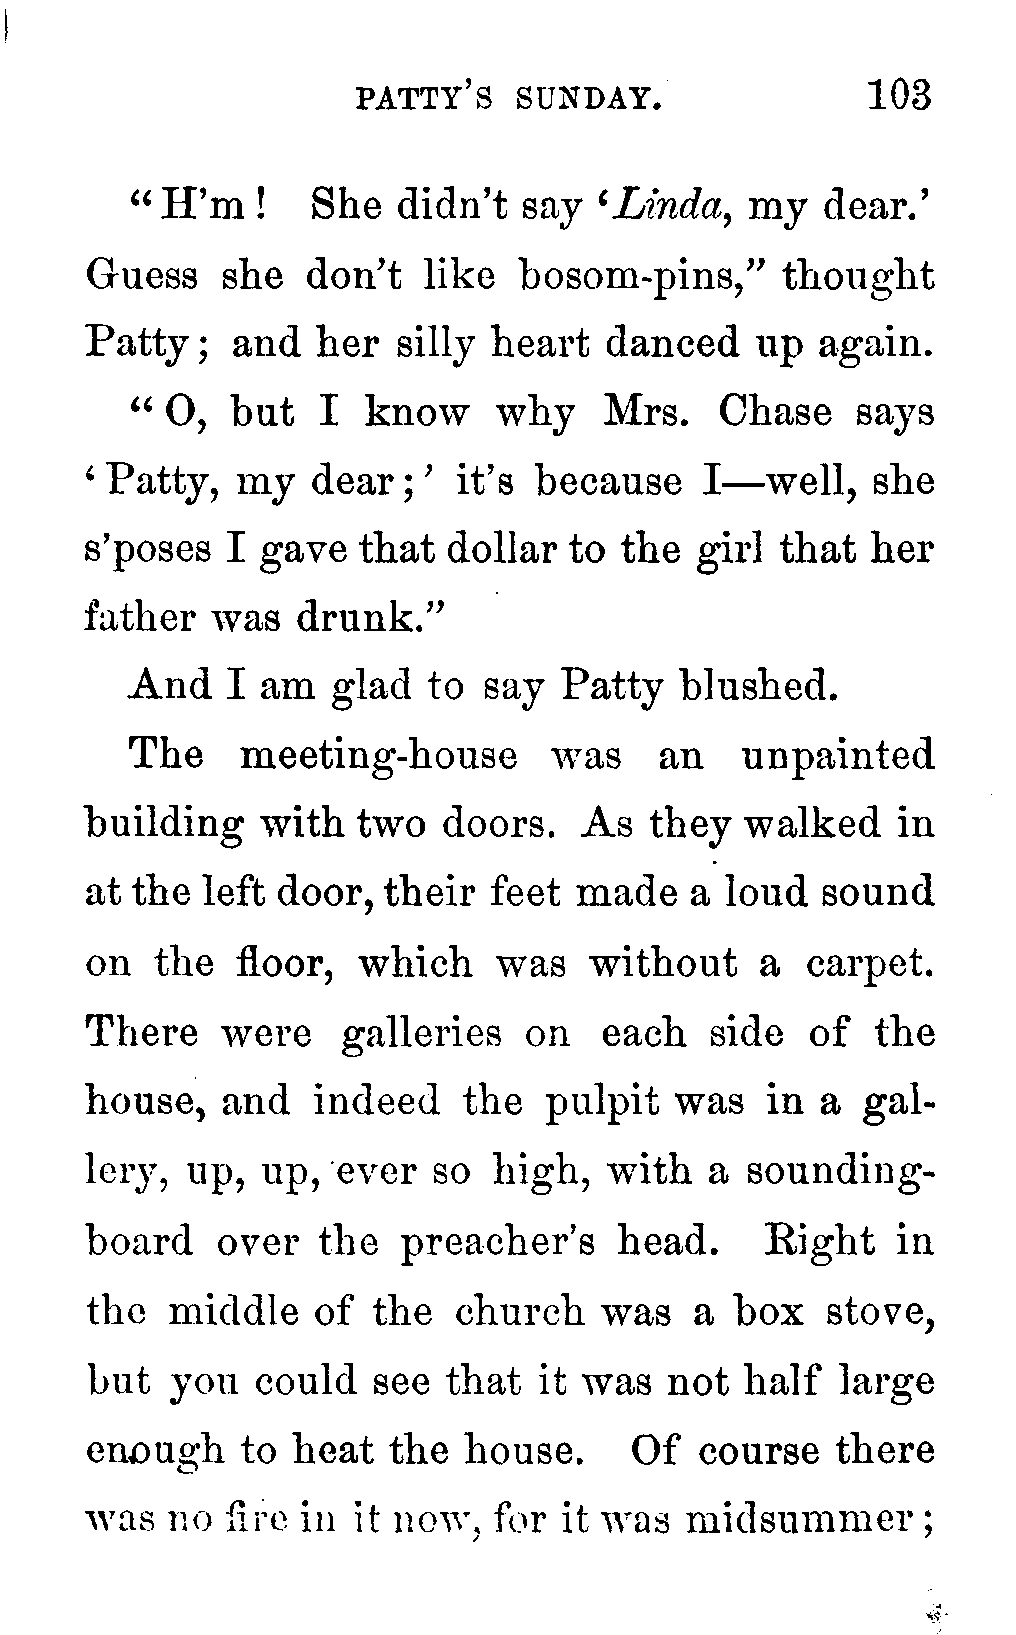 PATTY'S SUNDAY. 103
"H'm! She didn't say 'Linda, my dear.'
Guess she don't like bosom-pins," thought
Patty; and her silly heart danced up again.
"O, but I know why Mrs. Chase says
'Patty, my dear;' it's because I—well, she
s'poses I gave that dollar to the girl that her
father was drunk."
And I am glad to say Patty blushed.
The meeting-house was an unpainted
building with two doors. As they walked in
at the left door, their feet made a loud sound
on the floor, which was without a carpet.
There were galleries on each side of the
house, and indeed the pulpit was in a gal-
lery, up, up, ever so high, with a sounding-
board over the preacher's head. Right in
the middle of the church was a box stove,
but you could see that it was not half large
enough to heat the house. Of course there
was no fire in it now, for it was midsummer;